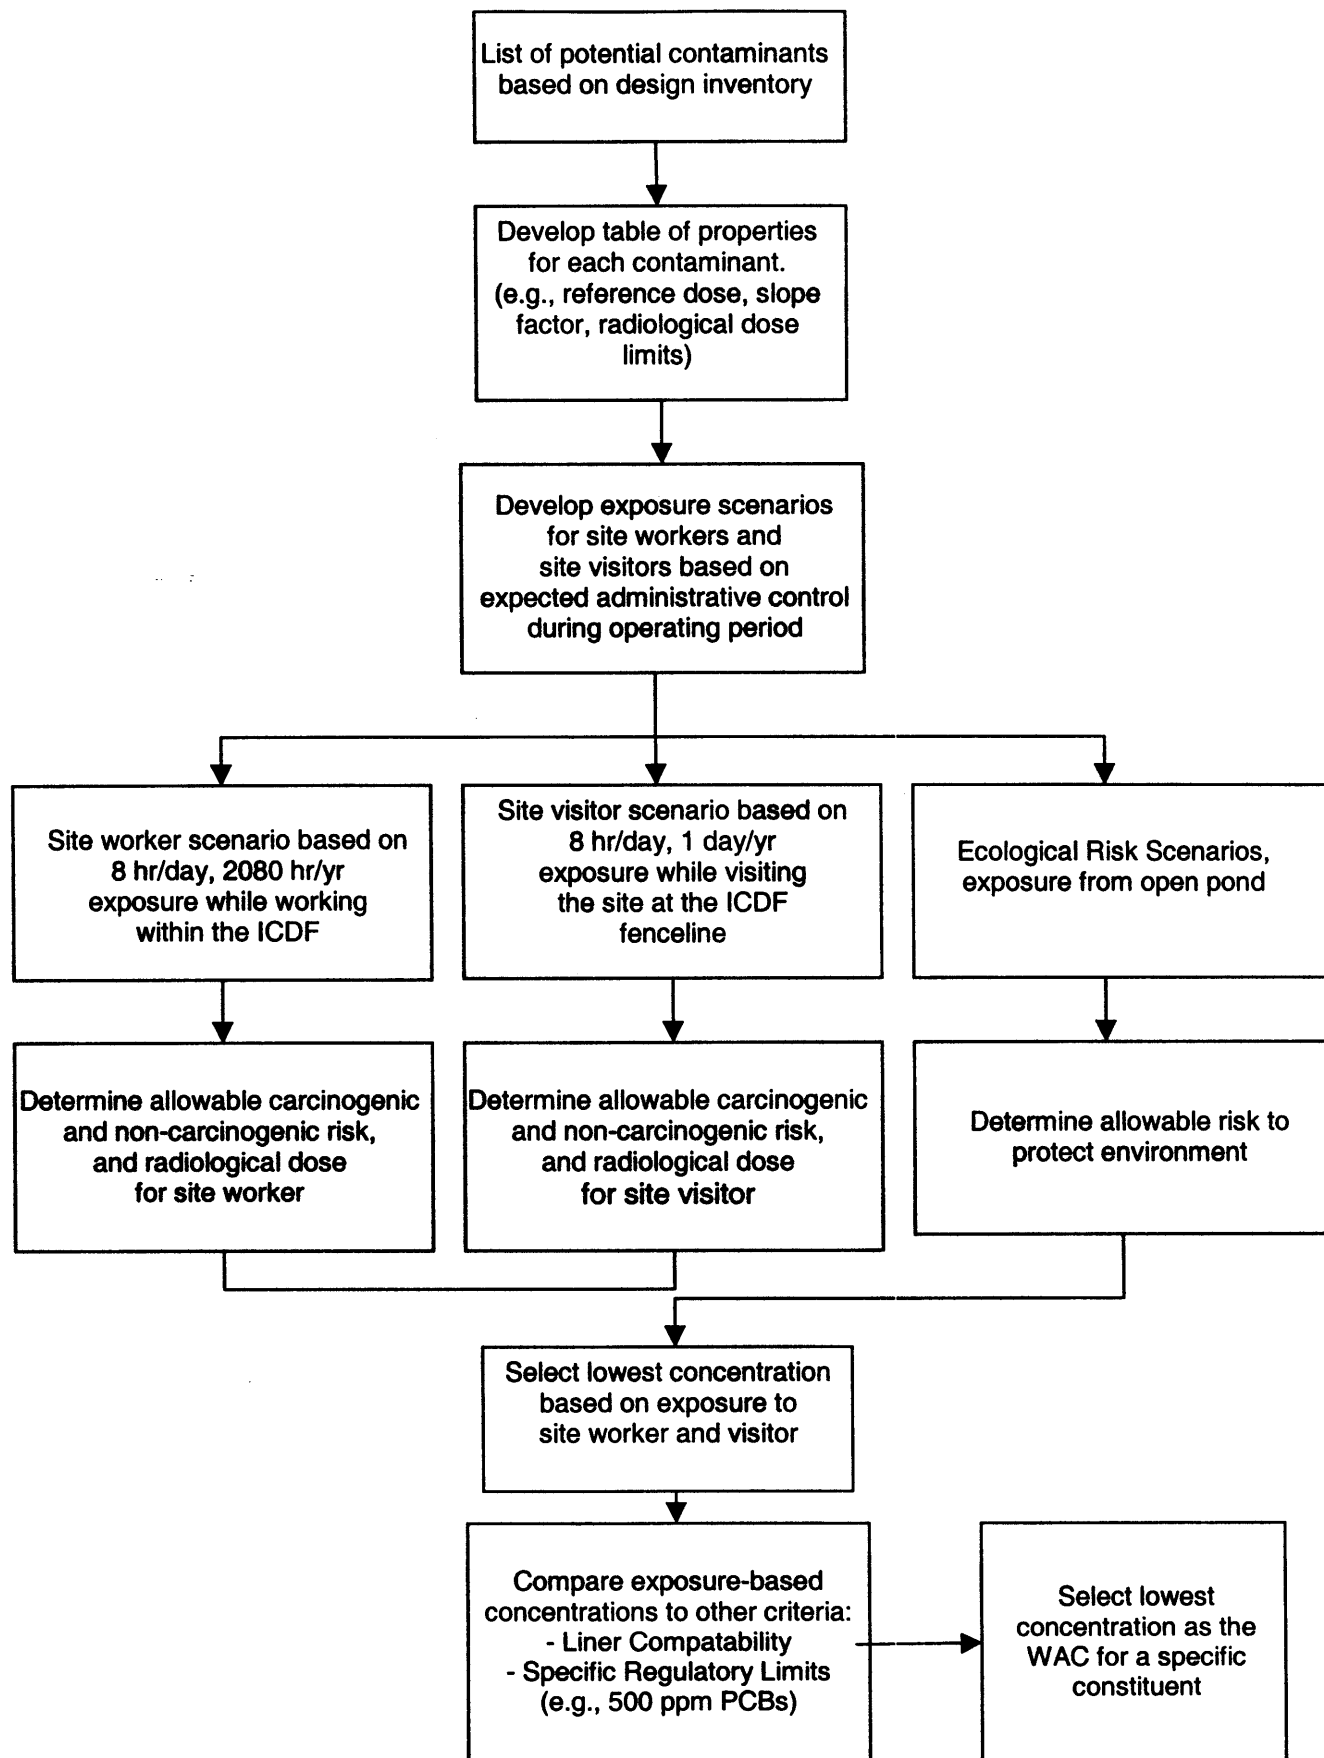 List of potential contaminants
based on design inventory
Develop table of properties
for each contaminant.
(e.g., reference dose, slope
factor, radiological dose
limits)
Develop exposure scenarios
for site workers and
site visitors based on
expected administrative control
during operating period
Site worker scenario based on
8 hr/day, 2080 hr/yr
exposure while working
within the ICDF
Site visitor scenario based on
8 hr/day, 1 day/yr
exposure while visiting
the site at the ICDF
fenceline
Ecological Risk Scenarios,
exposure from open pond
Determine allowable carcinogenic
and non-carcinogenic risk,
and radiological dose
for site worker
Determine allowable carcinogenic
and non-carcinogenic risk,
and radiological dose
for site visitor
Determine allowable risk to
protect environment
Select lowest concentration
based on exposure to
site worker and visitor
Compare exposure-based
concentrations to other criteria:
- Liner Compatability
- Specific Regulatory Limits
(e.g., 500 ppm PCBs)
Select lowest
concentration as the
WAC for a specific
constituent